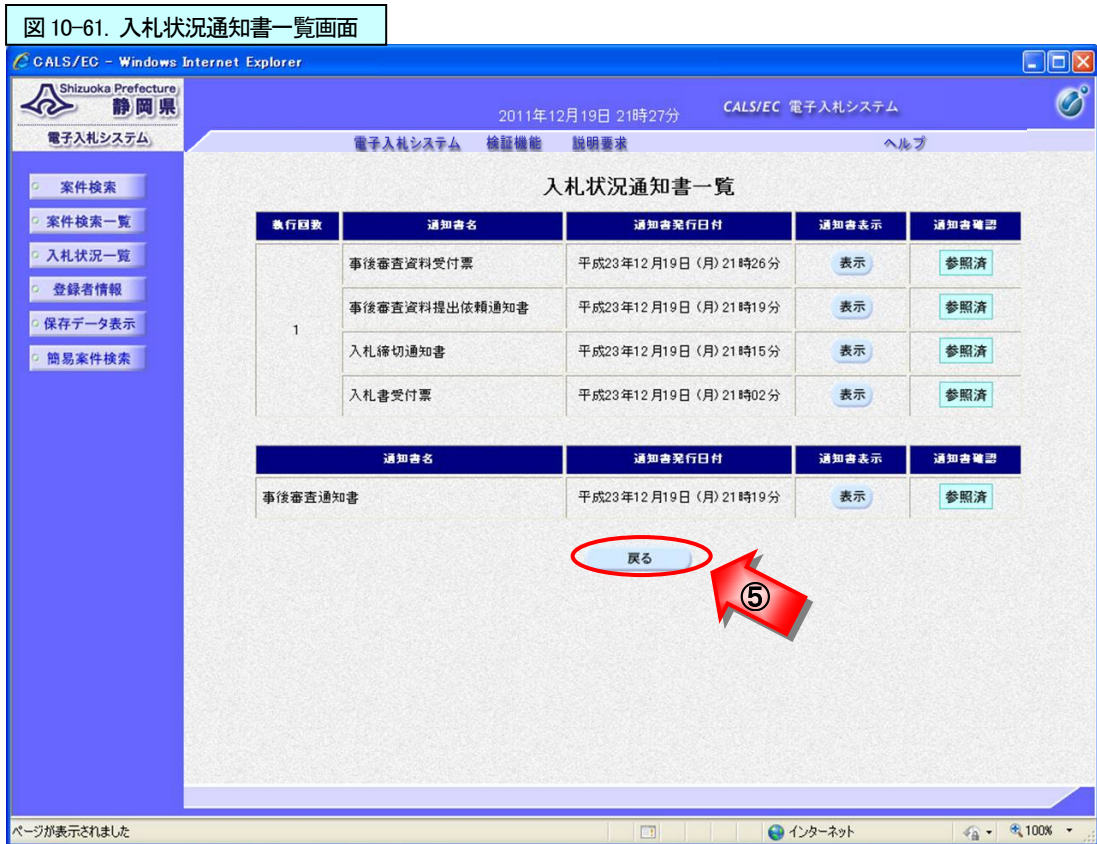 図 10-61. 入札状況通知書一覧画面
CALS/EC - Windows Internet Explorer
Shizuoka Prefecture
静岡県
電子入札システム
2011年12月19日 21時27分 CALS/EC 電子入札システム
電子入札システム 検証機能 説明要求 ヘルプ
案件検索
案件検索一覧
入札状況一覧
登録者情報
保存データ表示
簡易案件検索
入札状況通知書一覧
執行回数 通知書名 通知書発行日付 通知書表示 通知書確認
1
事後審査資料受付票 平成23年12月19日 (月) 21時26分 表示 参照済
事後審査資料提出依頼通知書 平成23年12月19日 (月) 21時19分 表示 参照済
入札締切通知書 平成23年12月19日 (月) 21時15分 表示 参照済
入札書受付票 平成23年12月19日 (月) 21時02分 表示 参照済
通知書名 通知書発行日付 通知書表示 通知書確認
事後審査通知書 平成23年12月19日 (月) 21時19分 表示 参照済
戻る
⑤
ページが表示されました インターネット 100%